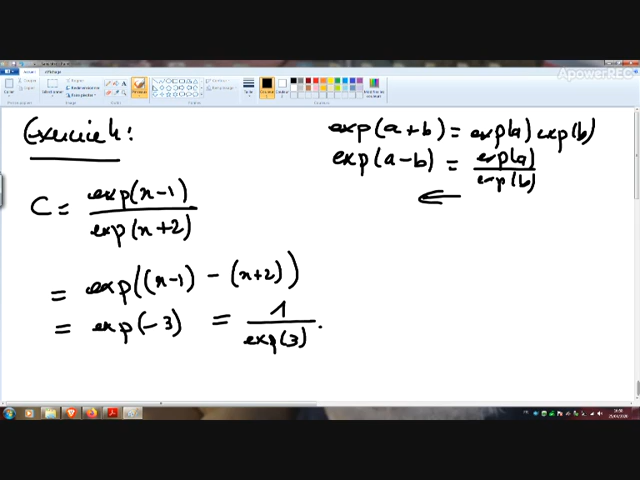 ApowerREC
Exercice 4 :
exp(a+b) = exp(a) exp(b)
exp(a-b) = exp(a) / exp(b)
←
C = exp(x-1) / exp(x+2)
= exp((x-1) - (x+2))
= exp(-3) = 1 / exp(3) .